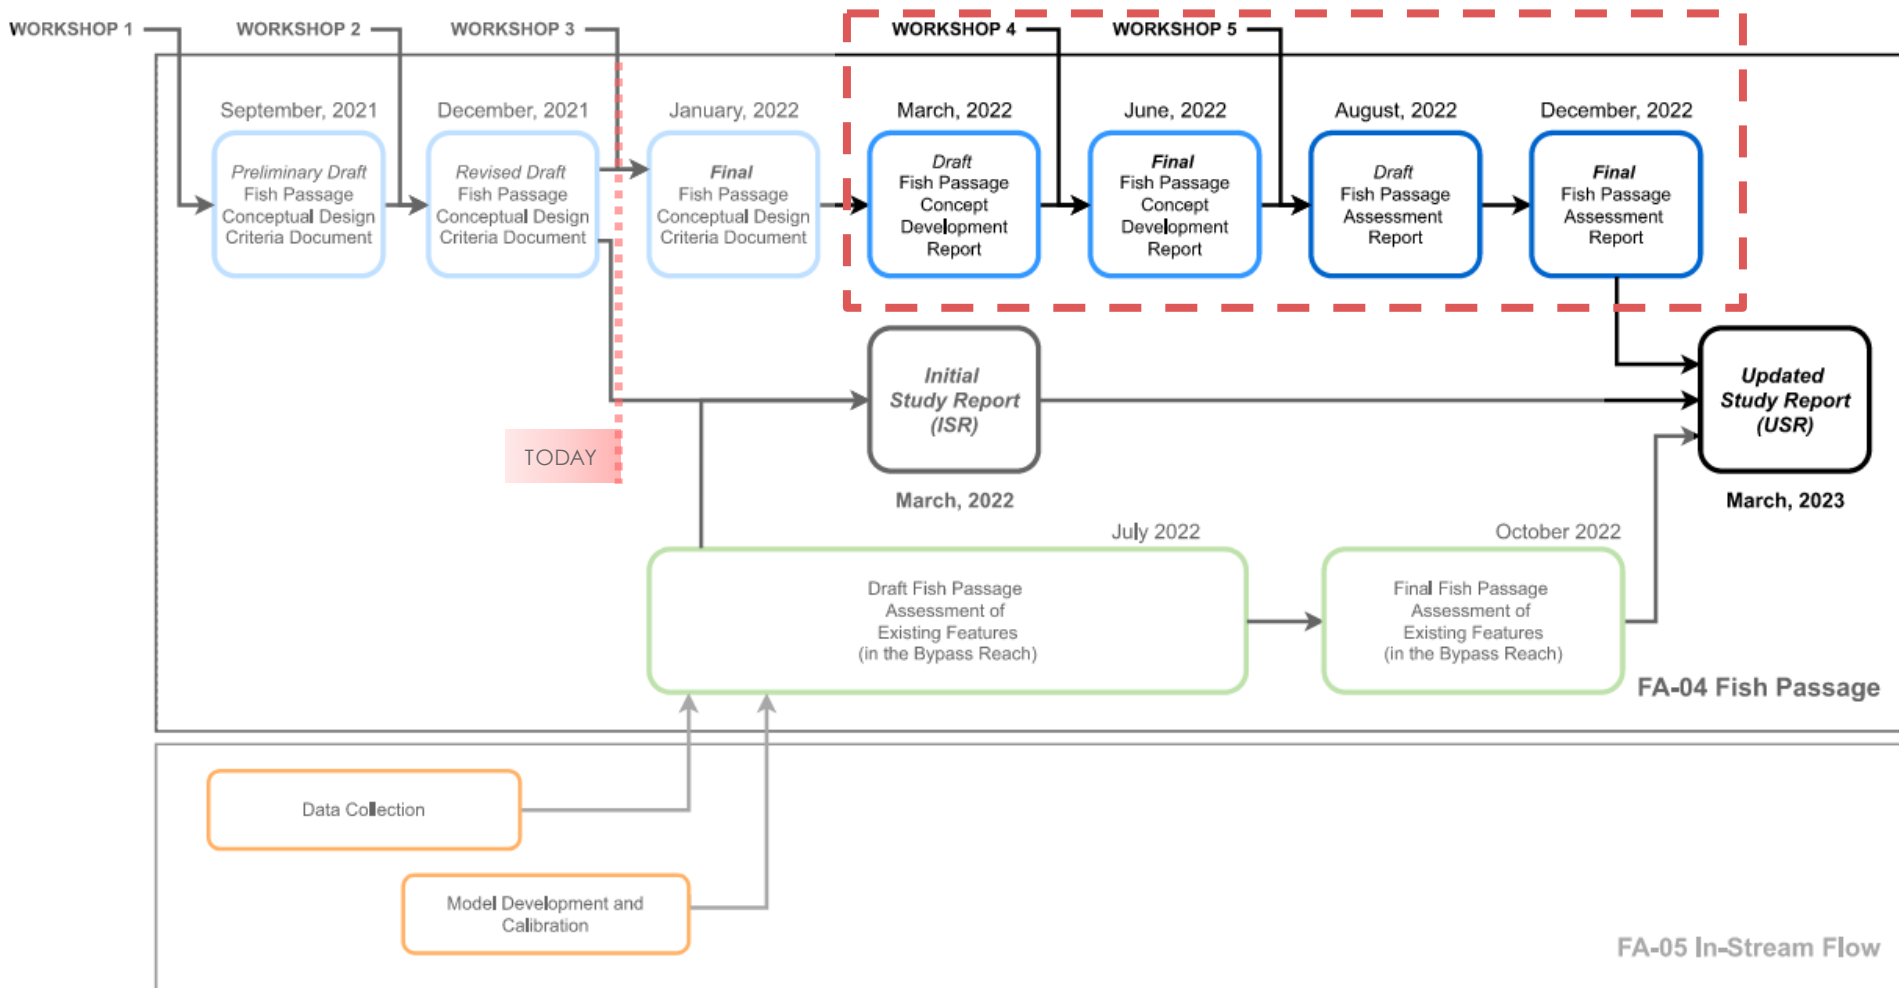 WORKSHOP 1
WORKSHOP 2
WORKSHOP 3
WORKSHOP 4
WORKSHOP 5
September, 2021
December, 2021
January, 2022
March, 2022
June, 2022
August, 2022
December, 2022
Preliminary Draft
Fish Passage
Conceptual Design
Criteria Document
Revised Draft
Fish Passage
Conceptual Design
Criteria Document
Final
Fish Passage
Conceptual Design
Criteria Document
Draft
Fish Passage
Concept
Development
Report
Final
Fish Passage
Concept
Development
Report
Draft
Fish Passage
Assessment
Report
Final
Fish Passage
Assessment
Report
Initial
Study Report
(ISR)
Updated
Study Report
(USR)
TODAY
March, 2022
March, 2023
July 2022
October 2022
Draft Fish Passage
Assessment of
Existing Features
(in the Bypass Reach)
Final Fish Passage
Assessment of
Existing Features
(in the Bypass Reach)
FA-04 Fish Passage
Data Collection
Model Development and
Calibration
FA-05 In-Stream Flow